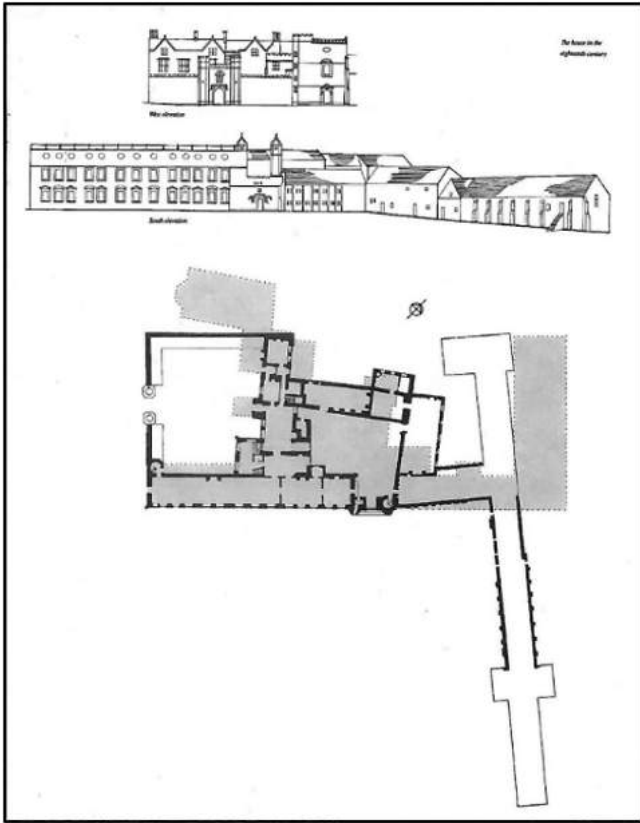 The house in the
eighteenth century
West elevation
South elevation